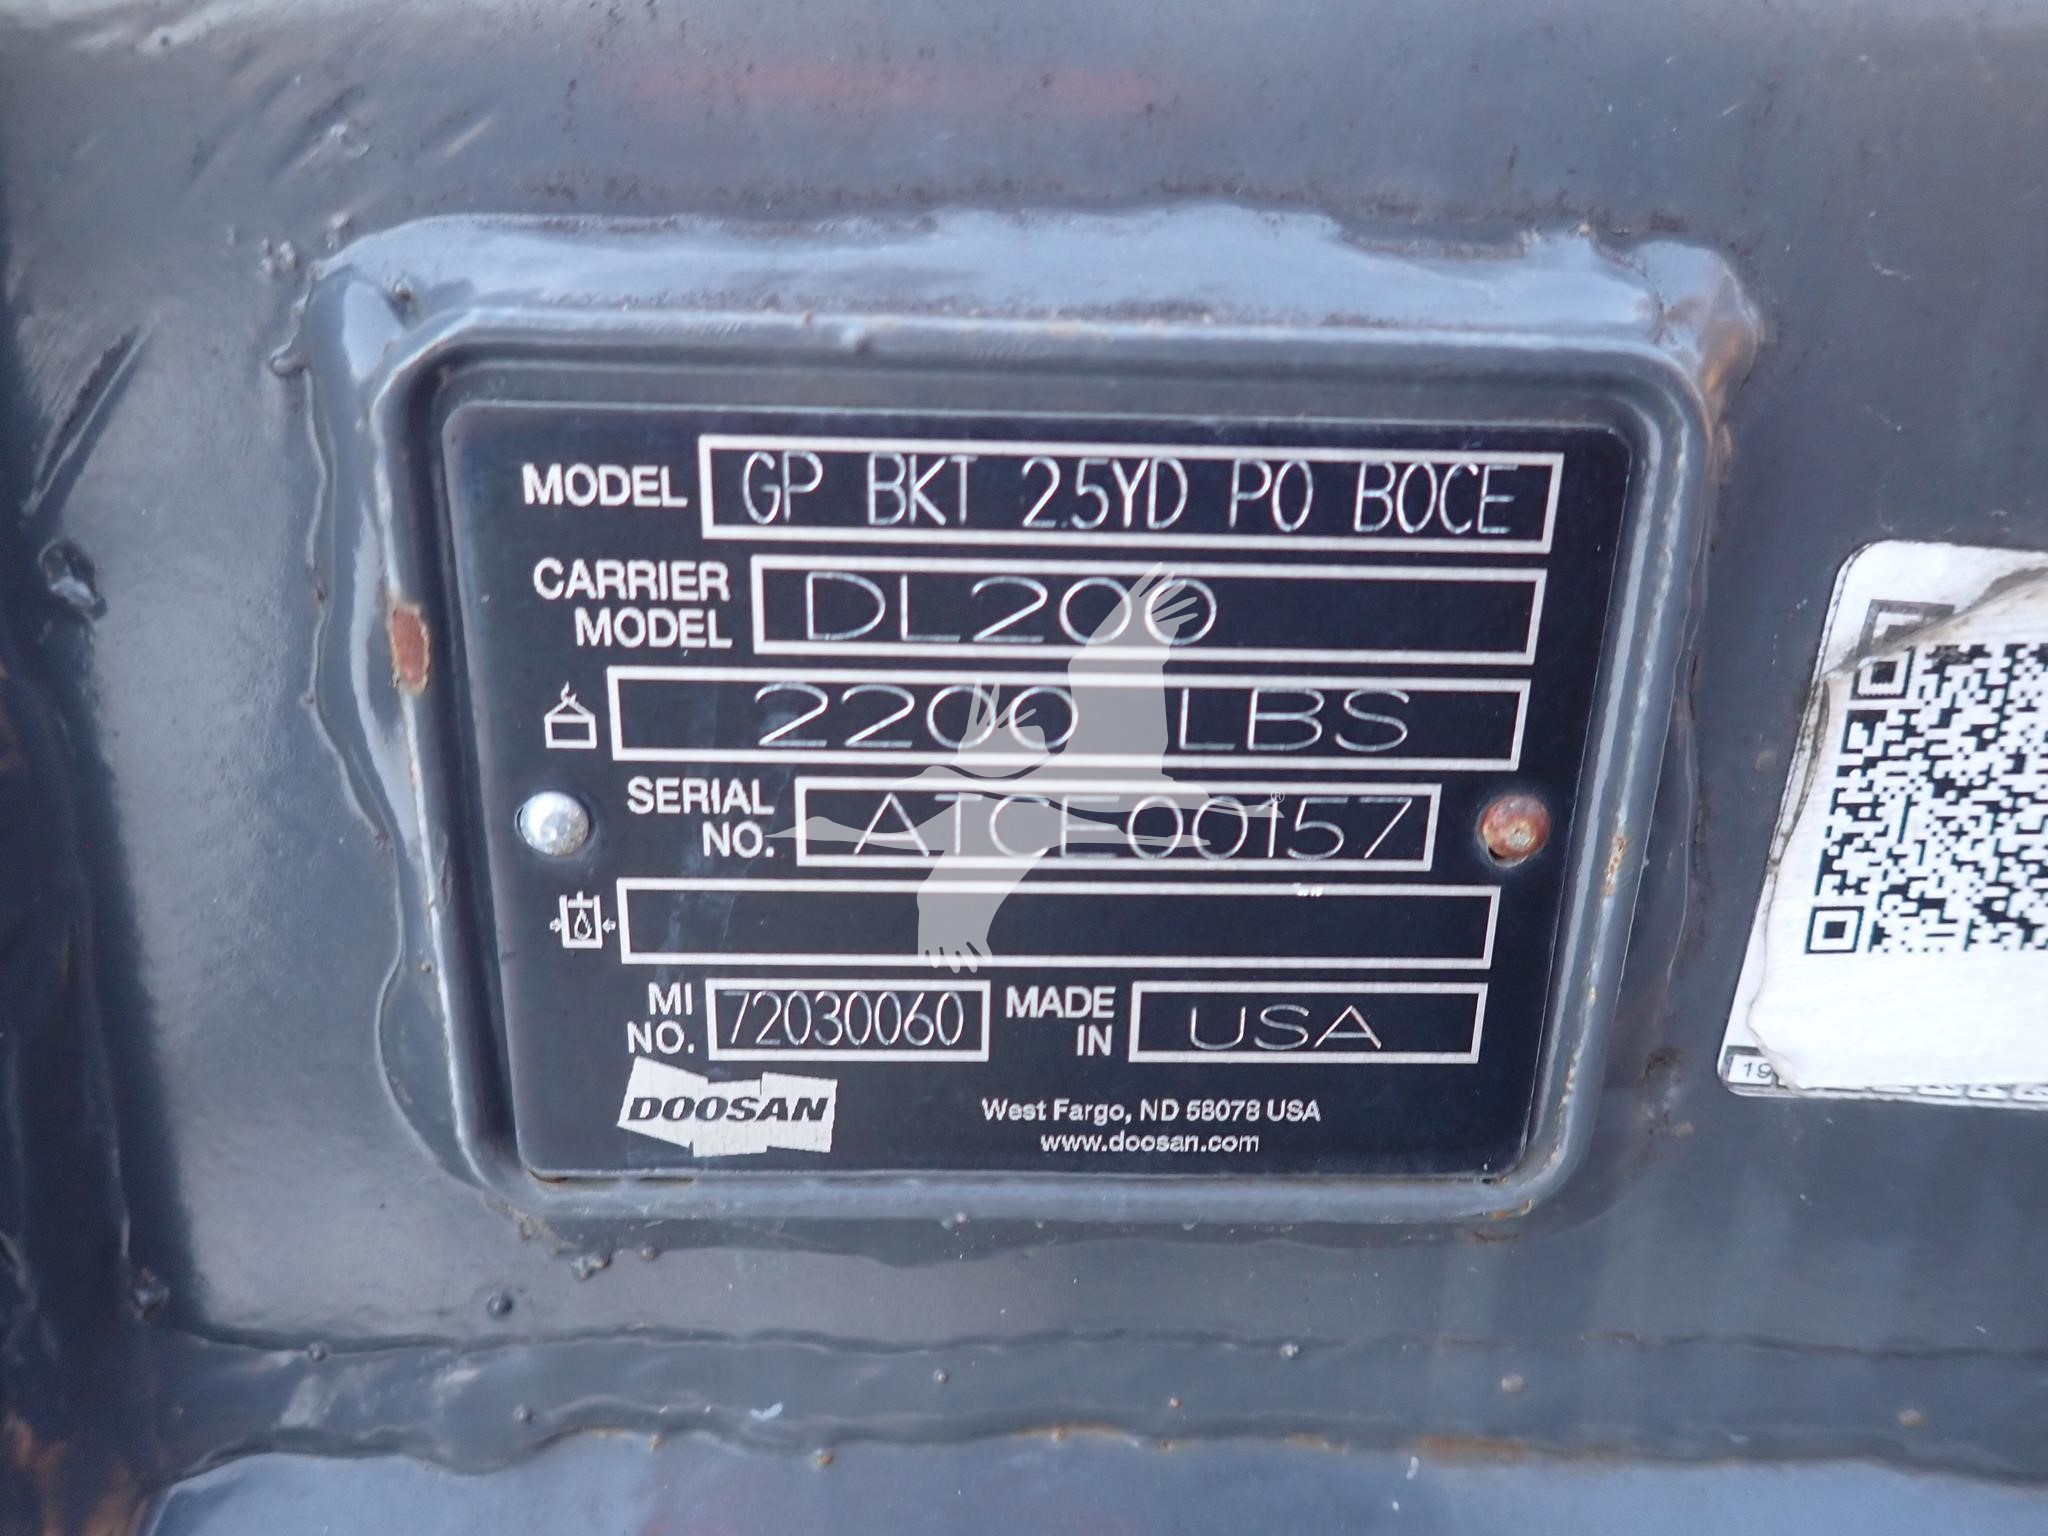 MODEL GP BKT 2.5YD PO BOCE
CARRIER MODEL DL200
2200 LBS
SERIAL NO. ATCE00157
MI NO. 72030060 MADE IN USA
DOOSAN West Fargo, ND 58078 USA
www.doosan.com
®
19